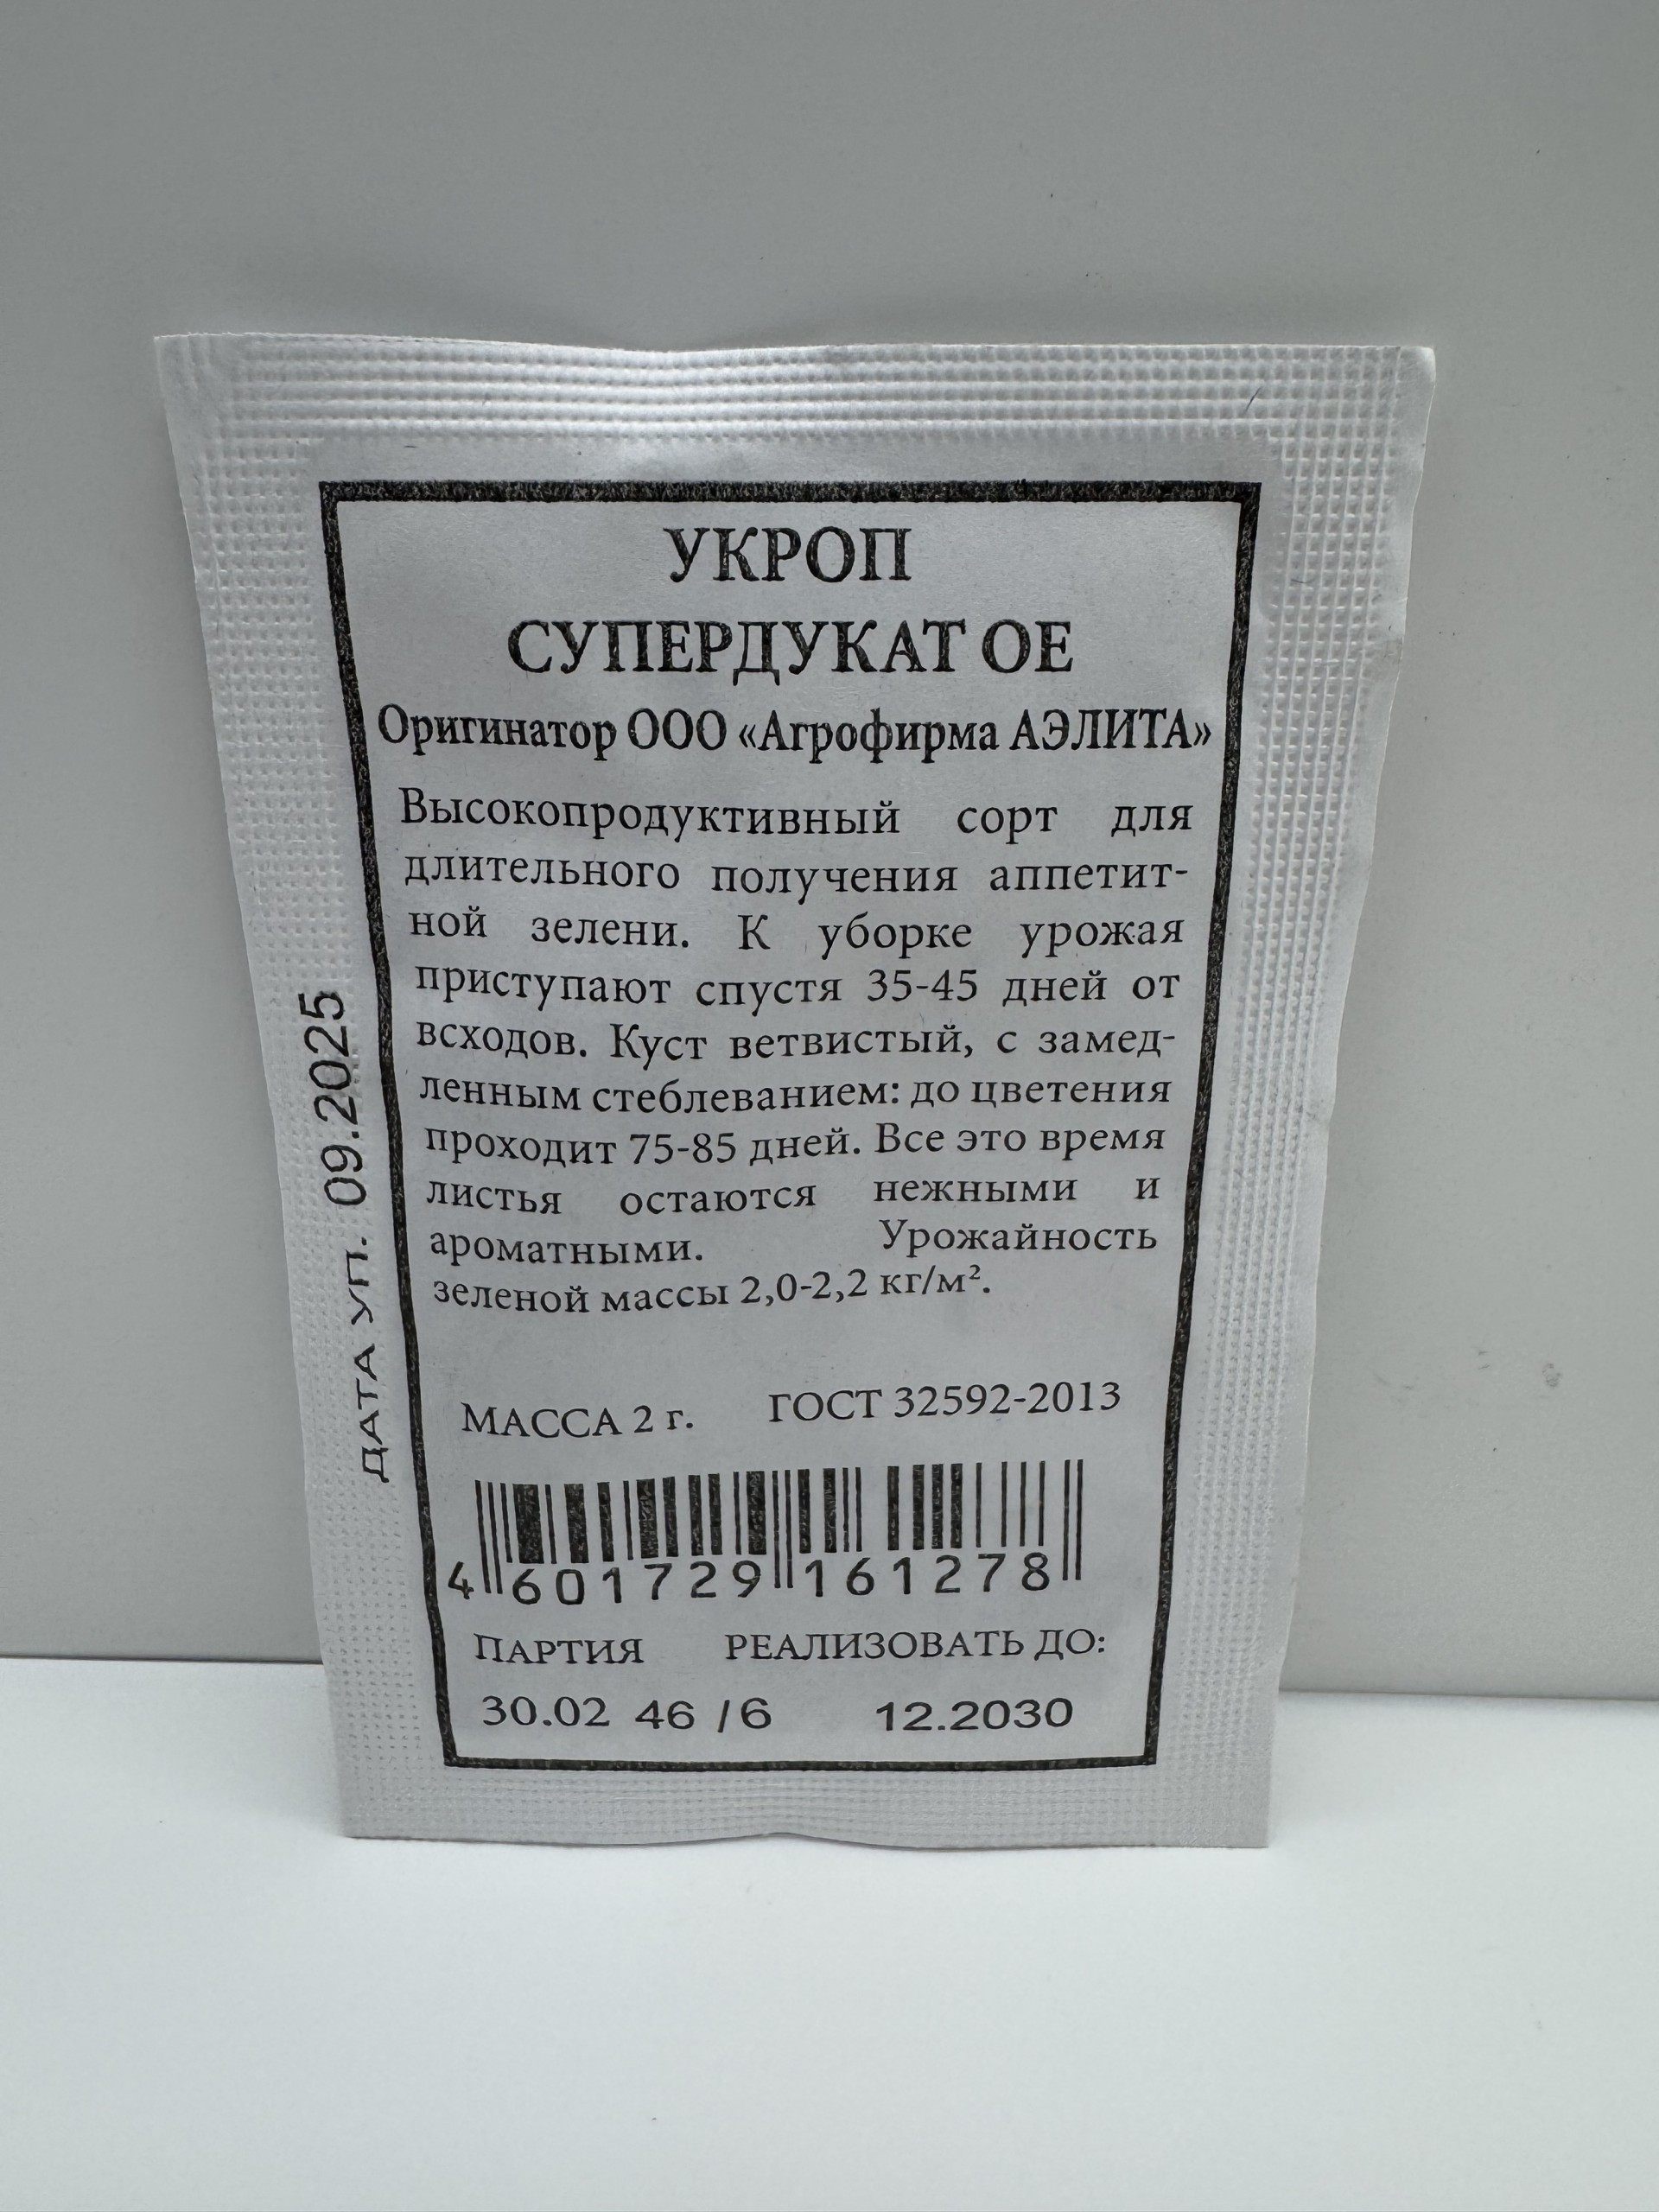 УКРОП
СУПЕРДУКАТ ОЕ
Оригинатор ООО «Агрофирма АЭЛИТА»
Высокопродуктивный сорт для
длительного получения аппетит-
ной зелени. К уборке урожая
приступают спустя 35-45 дней от
всходов. Куст ветвистый, с замед-
ленным стеблеванием: до цветения
проходит 75-85 дней. Все это время
листья остаются нежными и
ароматными. Урожайность
зеленой массы 2,0-2,2 кг/м².
МАССА 2 г. ГОСТ 32592-2013
4 601729 161278
ПАРТИЯ РЕАЛИЗОВАТЬ ДО:
30.02 46 /6 12.2030
ДАТА УП. 09.2025